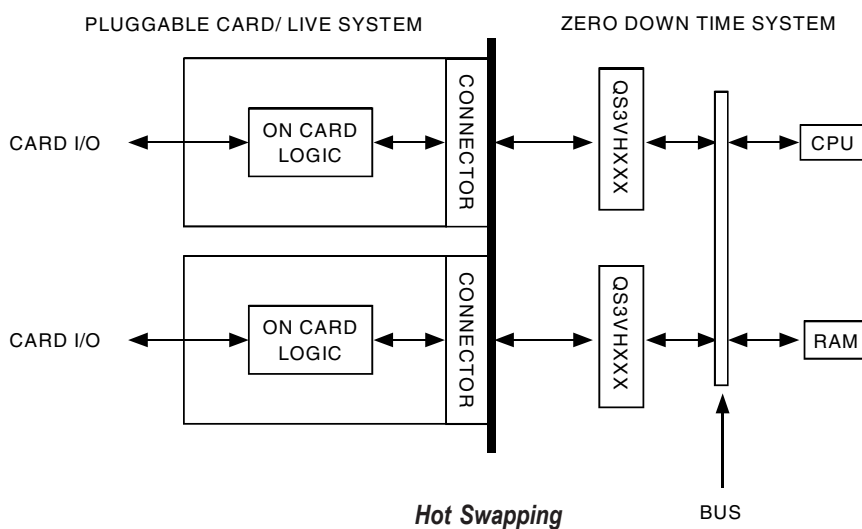 PLUGGABLE CARD/ LIVE SYSTEM
ZERO DOWN TIME SYSTEM
CARD I/O
ON CARD
LOGIC
CONNECTOR
QS3VHXXX
CPU
CARD I/O
ON CARD
LOGIC
CONNECTOR
QS3VHXXX
RAM
Hot Swapping
BUS